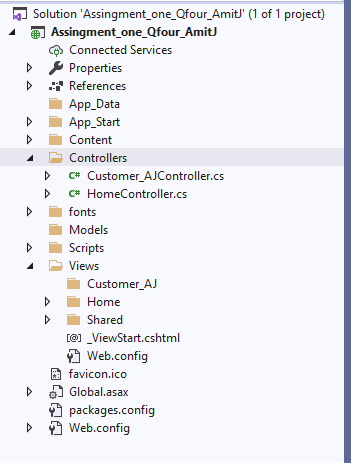 Solution 'Assingment_one_Qfour_AmitJ' (1 of 1 project)
Assingment_one_Qfour_AmitJ
Connected Services
Properties
References
App_Data
App_Start
Content
Controllers
C# Customer_AJController.cs
C# HomeController.cs
fonts
Models
Scripts
Views
Customer_AJ
Home
Shared
[@] _ViewStart.cshtml
Web.config
favicon.ico
Global.asax
packages.config
Web.config